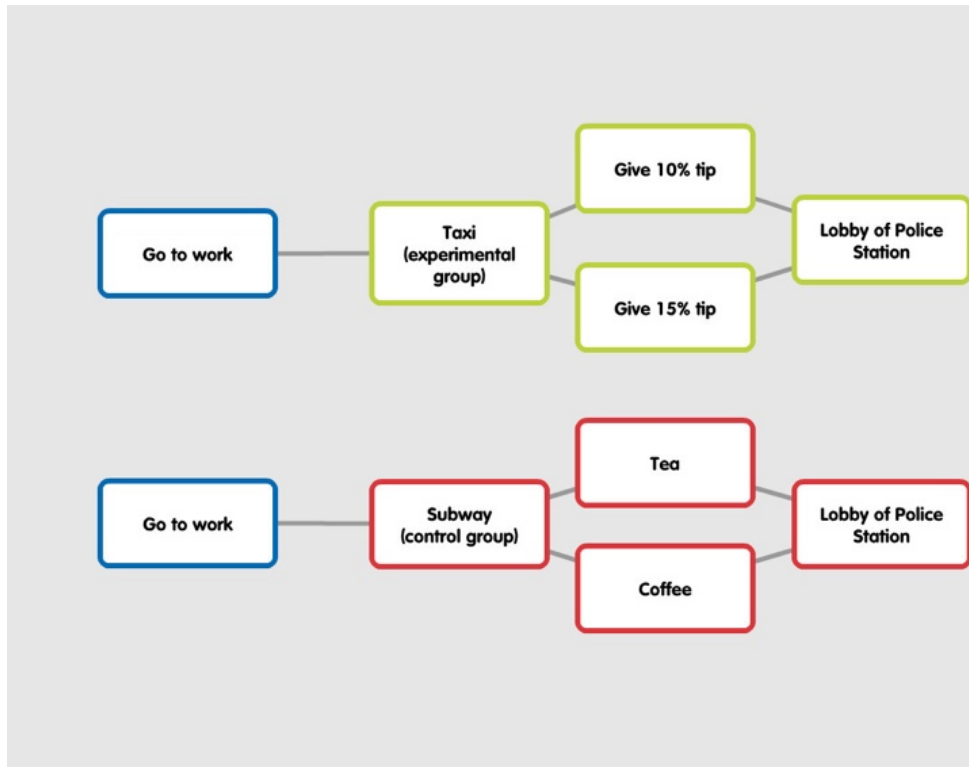 Go to work
Taxi
(experimental
group)
Give 10% tip
Give 15% tip
Lobby of Police
Station
Go to work
Subway
(control group)
Tea
Coffee
Lobby of Police
Station